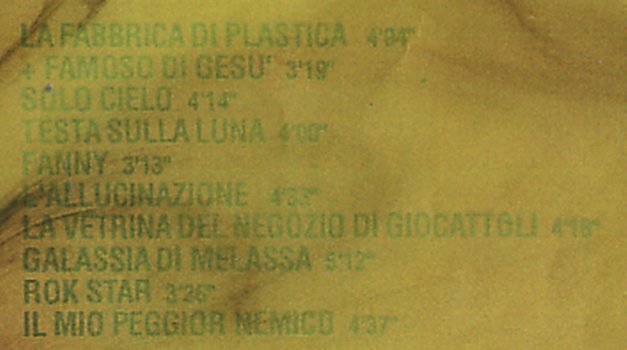 LA FABBRICA DI PLASTICA 4'04"
+ FAMOSO DI GESU' 3'19"
SOLO CIELO 4'14"
TESTA SULLA LUNA 4'00"
FANNY 3'13"
L'ALLUCINAZIONE 4'53"
LA VETRINA DEL NEGOZIO DI GIOCATTOLI 4'18"
GALASSIA DI MELASSA 5'12"
ROK STAR 3'26"
IL MIO PEGGIOR NEMICO 4'37"